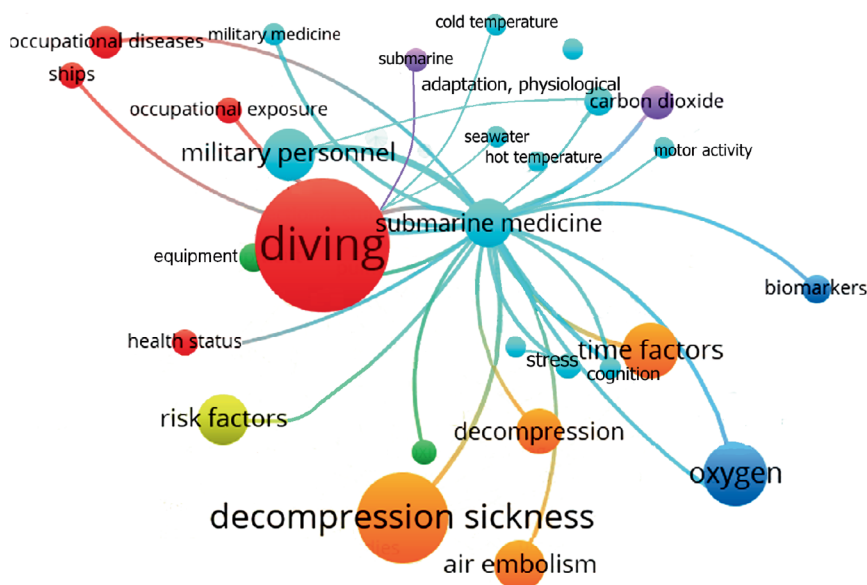 cold temperature
occupational diseases
military medicine
submarine
ships
adaptation, physiological
carbon dioxide
occupational exposure
seawater
military personnel
hot temperature
motor activity
submarine medicine
diving
equipment
biomarkers
health status
stress
time factors
cognition
risk factors
decompression
oxygen
decompression sickness
air embolism